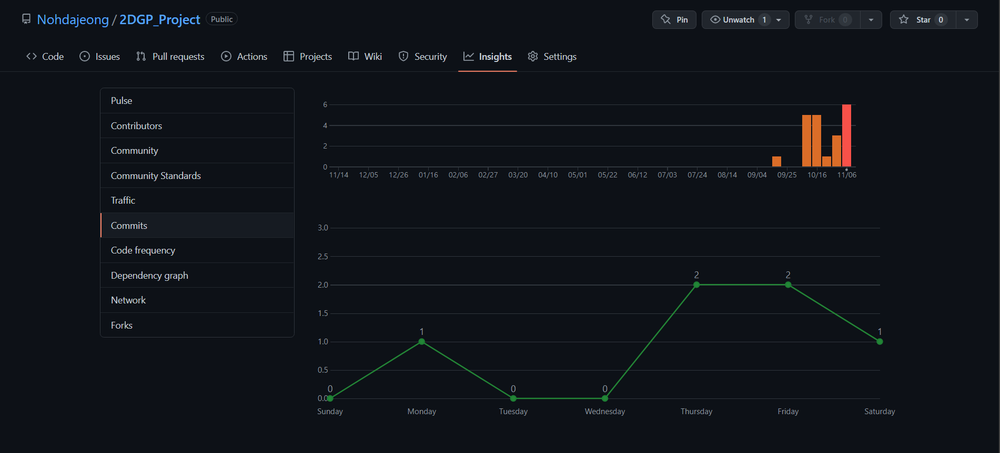 Nohdajeong / 2DGP_Project Public
Pin Unwatch 1 Fork 0 Star 0
Code Issues Pull requests Actions Projects Wiki Security Insights Settings
Pulse
Contributors
Community
Community Standards
Traffic
Commits
Code frequency
Dependency graph
Network
Forks
6
4
2
0
11/14 12/05 12/26 01/16 02/06 02/27 03/20 04/10 05/01 05/22 06/12 07/03 07/24 08/14 09/04 09/25 10/16 11/06
3.0
2.5
2 2
2.0
1.5
1 1
1.0
0.5
0 0 0
0.0
Sunday Monday Tuesday Wednesday Thursday Friday Saturday